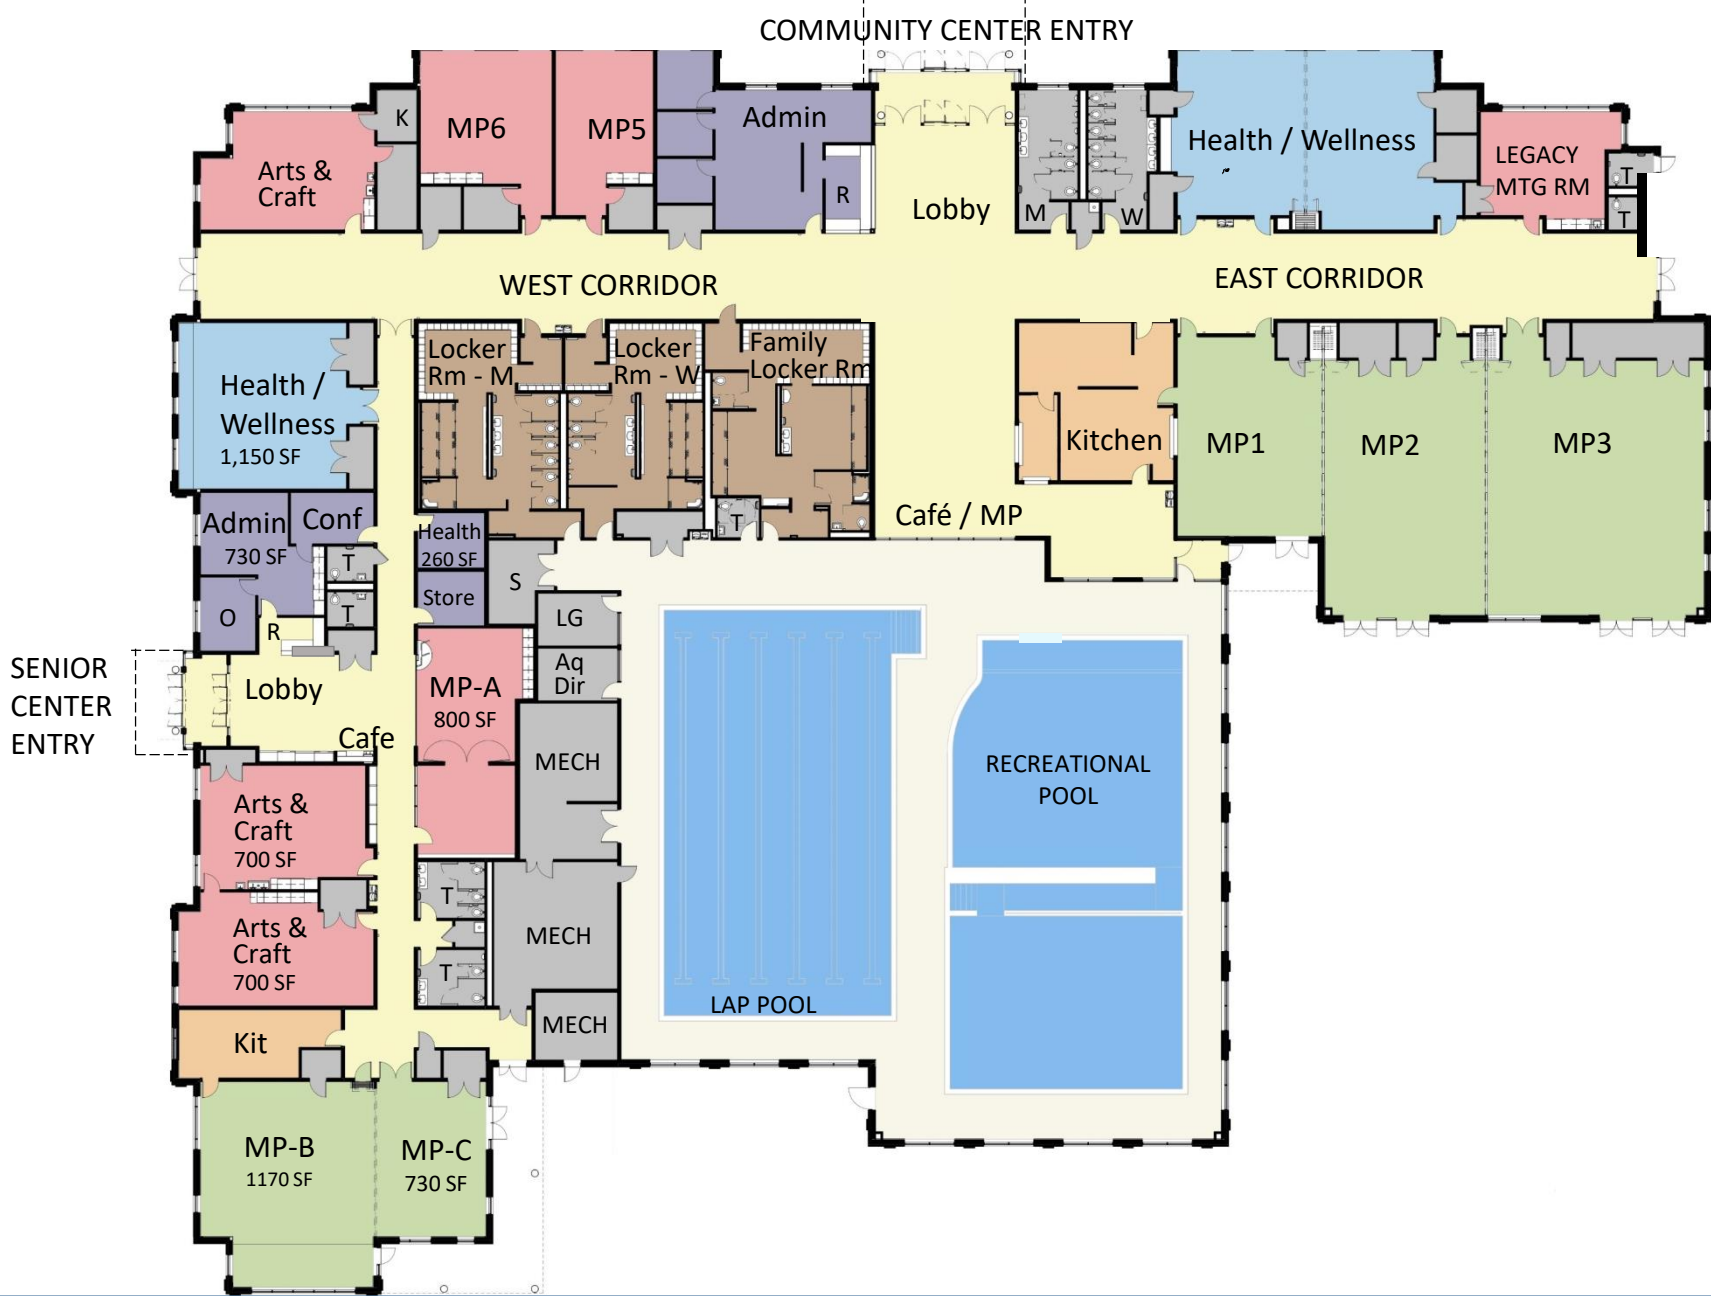 COMMUNITY CENTER ENTRY
K
MP6
MP5
Admin
Arts &
Craft
R
Lobby
M
W
Health / Wellness
LEGACY
MTG RM
T
T
WEST CORRIDOR
EAST CORRIDOR
Locker
Rm - M
Locker
Rm - W
Family
Locker Rm
Health /
Wellness
1,150 SF
Kitchen
MP1
MP2
MP3
Café / MP
Admin
730 SF
Conf
Health
260 SF
T
T
T
S
Store
O
R
LG
SENIOR
CENTER
ENTRY
Lobby
Cafe
MP-A
800 SF
Aq
Dir
MECH
RECREATIONAL
POOL
Arts &
Craft
700 SF
T
Arts &
Craft
700 SF
MECH
T
LAP POOL
MECH
Kit
MP-B
1170 SF
MP-C
730 SF